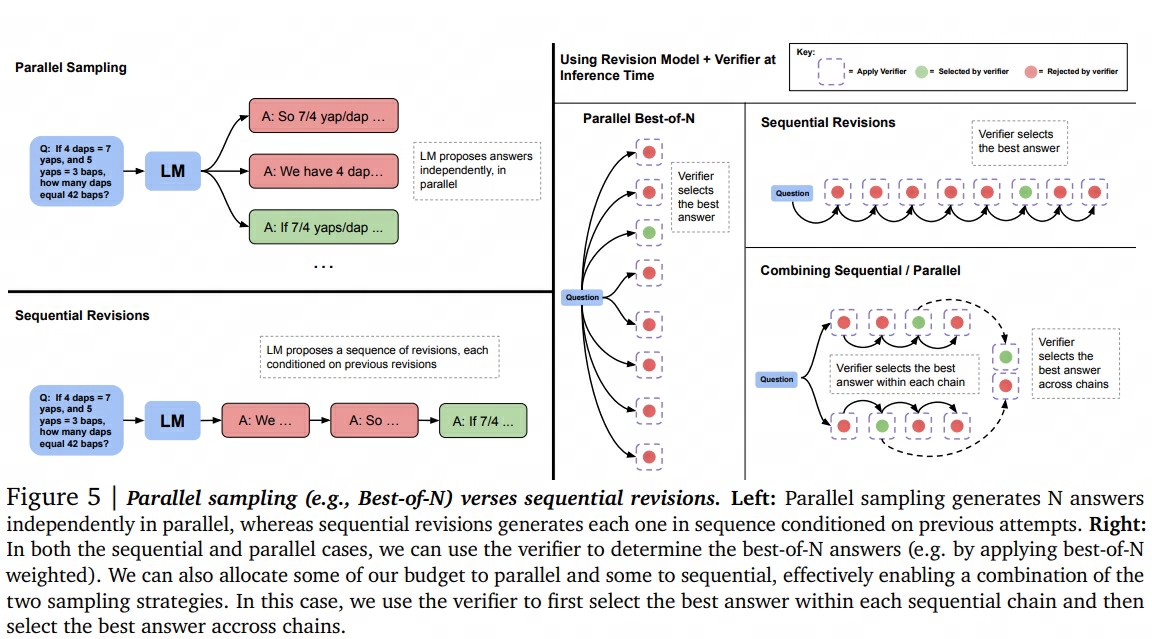 Parallel Sampling
Q: If 4 daps = 7
yaps, and 5
yaps = 3 baps,
how many daps
equal 42 baps?
LM
A: So 7/4 yap/dap ...
A: We have 4 dap...
A: If 7/4 yaps/dap ...
...
LM proposes answers
independently, in
parallel
Sequential Revisions
LM proposes a sequence of revisions, each
conditioned on previous revisions
Q: If 4 daps = 7
yaps, and 5
yaps = 3 baps,
how many daps
equal 42 baps?
LM
A: We ...
A: So ...
A: If 7/4 ...
Using Revision Model + Verifier at
Inference Time
Key:
= Apply Verifier
= Selected by verifier
= Rejected by verifier
Parallel Best-of-N
Question
Verifier
selects
the best
answer
Sequential Revisions
Verifier selects
the best answer
Question
Combining Sequential / Parallel
Question
Verifier selects the best
answer within each chain
Verifier
selects the
best answer
across chains
Figure 5 | Parallel sampling (e.g., Best-of-N) verses sequential revisions. Left: Parallel sampling generates N answers
independently in parallel, whereas sequential revisions generates each one in sequence conditioned on previous attempts. Right:
In both the sequential and parallel cases, we can use the verifier to determine the best-of-N answers (e.g. by applying best-of-N
weighted). We can also allocate some of our budget to parallel and some to sequential, effectively enabling a combination of the
two sampling strategies. In this case, we use the verifier to first select the best answer within each sequential chain and then
select the best answer accross chains.